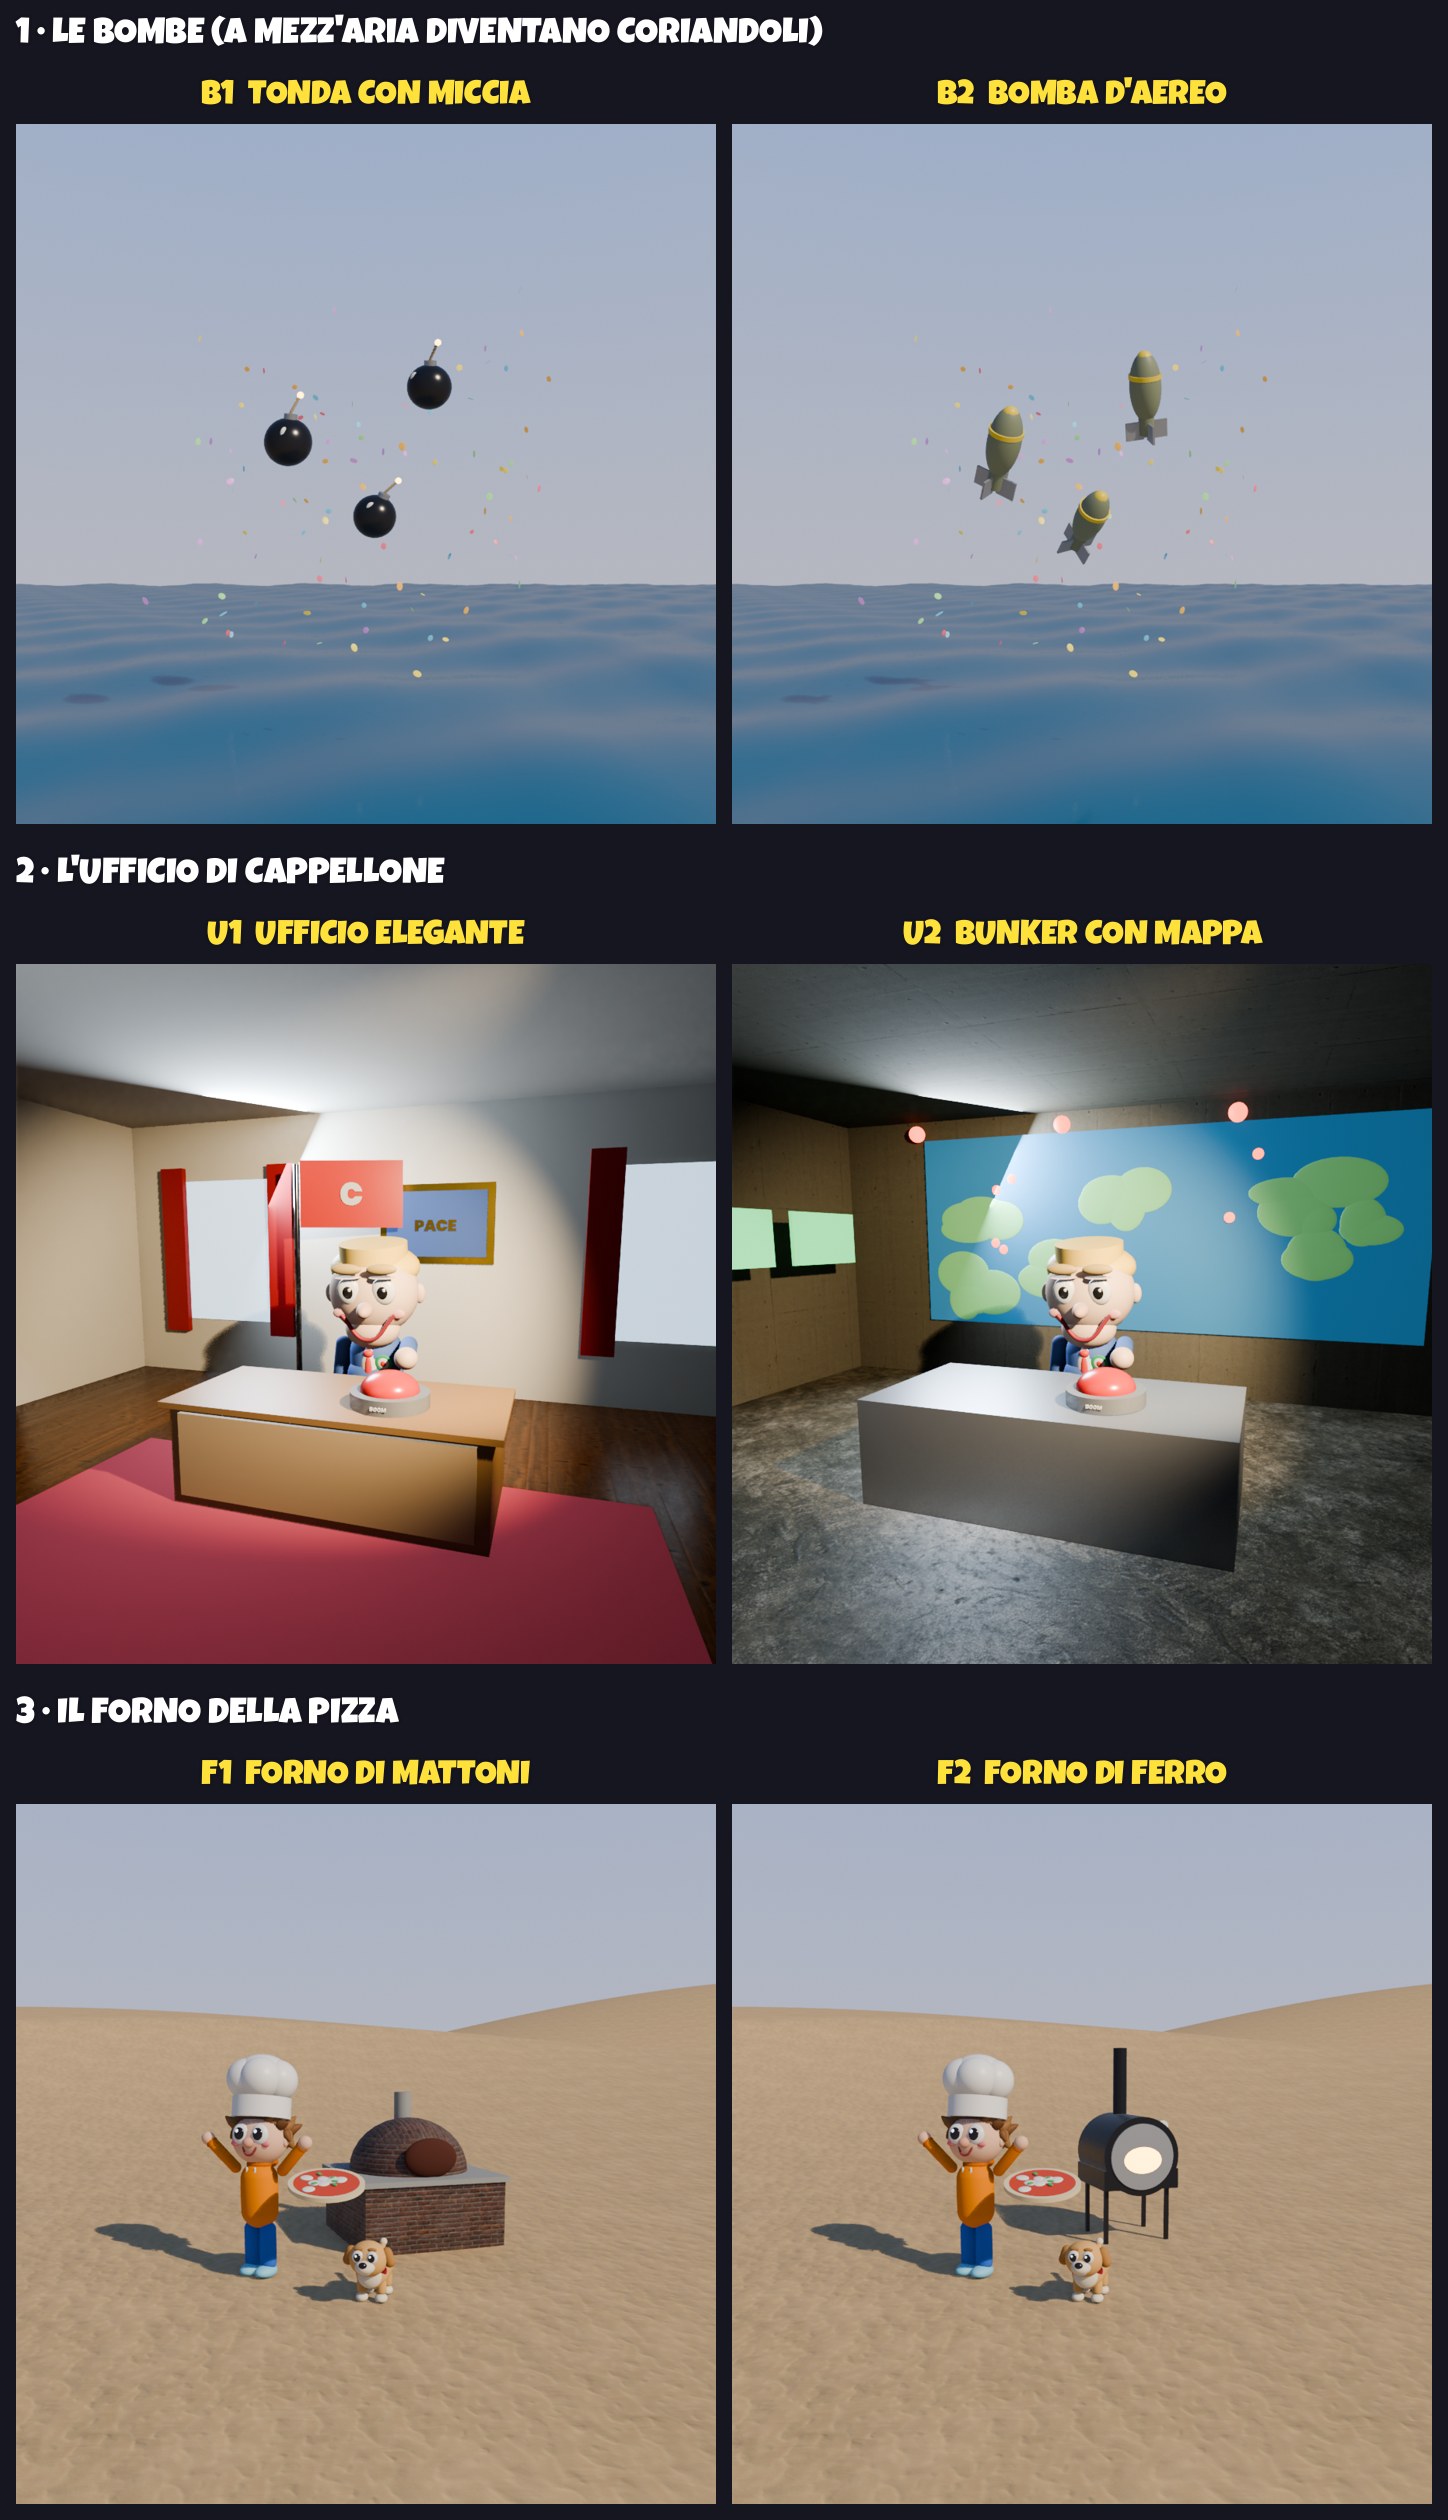 1 • LE BOMBE (A MEZZ'ARIA DIVENTANO CORIANDOLI)
B1 TONDA CON MICCIA
B2 BOMBA D'AEREO
2 • L'UFFICIO DI CAPPELLONE
U1 UFFICIO ELEGANTE
U2 BUNKER CON MAPPA
C
PACE
BOOM
BOOM
3 • IL FORNO DELLA PIZZA
F1 FORNO DI MATTONI
F2 FORNO DI FERRO